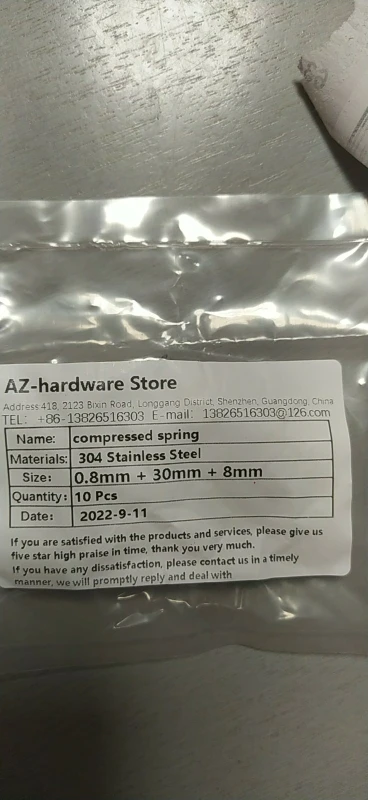 AZ-hardware Store
Address:418, 2123 Bixin Road, Longgang District, Shenzhen, Guangdong, China
TEL: +86-13826516303 E-mail: 13826516303@126.com
Name: compressed spring
Materials: 304 Stainless Steel
Size: 0.8mm + 30mm + 8mm
Quantity: 10 Pcs
Date: 2022-9-11
If you are satisfied with the products and services, please give us
five star high praise in time, thank you very much.
If you have any dissatisfaction, please contact us in a timely
manner, we will promptly reply and deal with